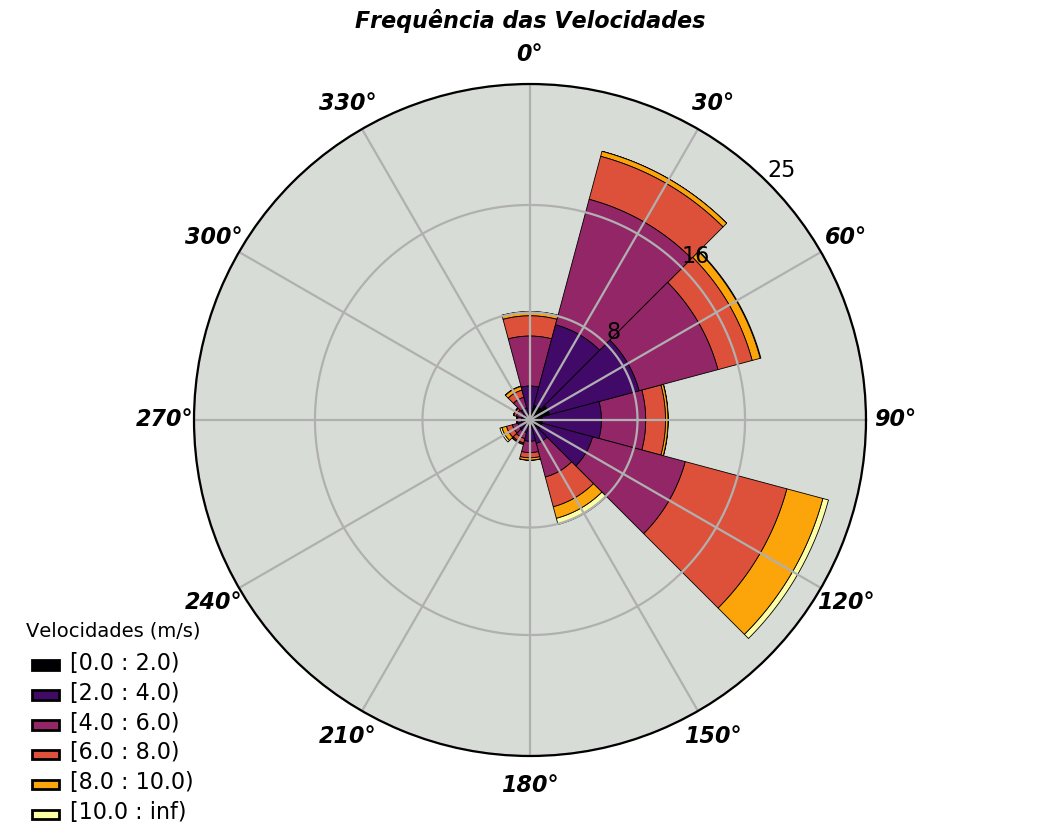 Frequência das Velocidades
0°
330°
30°
25
300°
60°
16
8
270°
90°
240°
120°
210°
150°
180°
Velocidades (m/s)
[0.0 : 2.0)
[2.0 : 4.0)
[4.0 : 6.0)
[6.0 : 8.0)
[8.0 : 10.0)
[10.0 : inf)